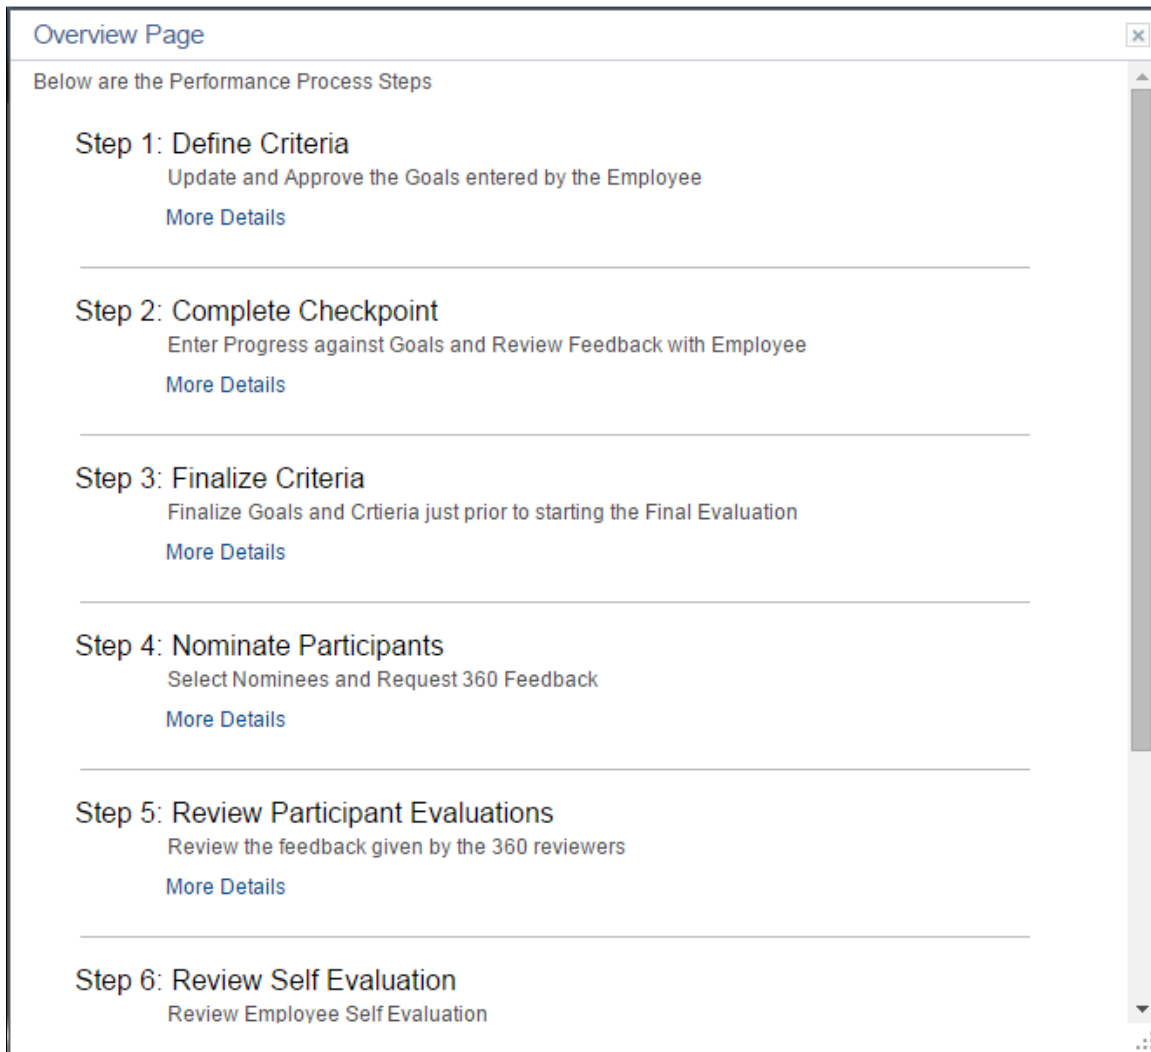 Overview Page
Below are the Performance Process Steps
Step 1: Define Criteria
Update and Approve the Goals entered by the Employee
More Details
Step 2: Complete Checkpoint
Enter Progress against Goals and Review Feedback with Employee
More Details
Step 3: Finalize Criteria
Finalize Goals and Crtieria just prior to starting the Final Evaluation
More Details
Step 4: Nominate Participants
Select Nominees and Request 360 Feedback
More Details
Step 5: Review Participant Evaluations
Review the feedback given by the 360 reviewers
More Details
Step 6: Review Self Evaluation
Review Employee Self Evaluation